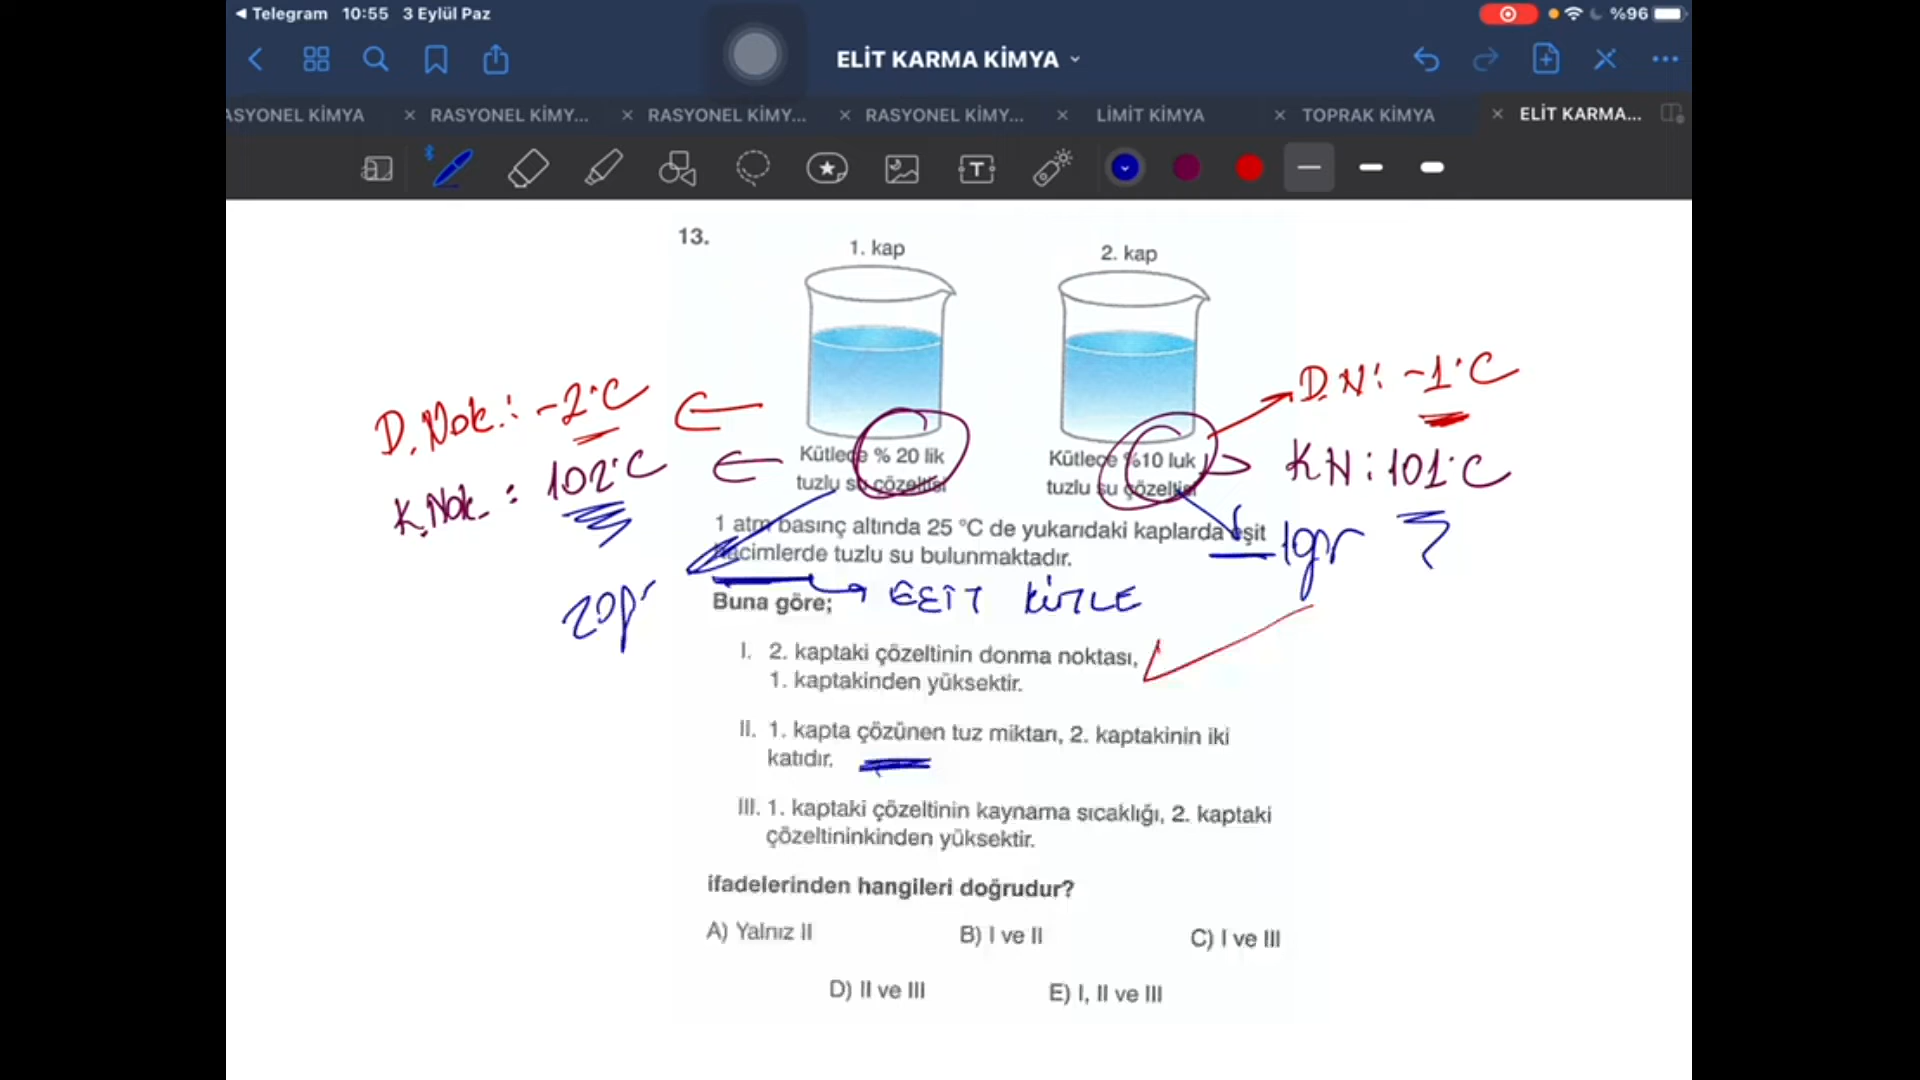 Telegram 10:55 3 Eylül Paz
%96
ELİT KARMA KİMYA
ASYONEL KİMYA
RASYONEL KİMY...
RASYONEL KİMY...
RASYONEL KİMY...
LİMİT KİMYA
TOPRAK KİMYA
ELİT KARMA...
13.
1. kap
2. kap
D. Nok.: -2°C
D.N: -1°C
Kütlece % 20 lik
tuzlu su çözeltisi
Kütlece %10 luk
tuzlu su çözeltisi
K.Nok. : 102°C
KN: 101°C
1 atm basınç altında 25 °C de yukarıdaki kaplarda eşit
hacimlerde tuzlu su bulunmaktadır.
20gr
Buna göre;
EŞİT KÜTLE
I. 2. kaptaki çözeltinin donma noktası,
1. kaptakinden yüksektir.
II. 1. kapta çözünen tuz miktarı, 2. kaptakinin iki
katıdır.
III. 1. kaptaki çözeltinin kaynama sıcaklığı, 2. kaptaki
çözeltininkinden yüksektir.
ifadelerinden hangileri doğrudur?
A) Yalnız II
B) I ve II
C) I ve III
D) II ve III
E) I, II ve III